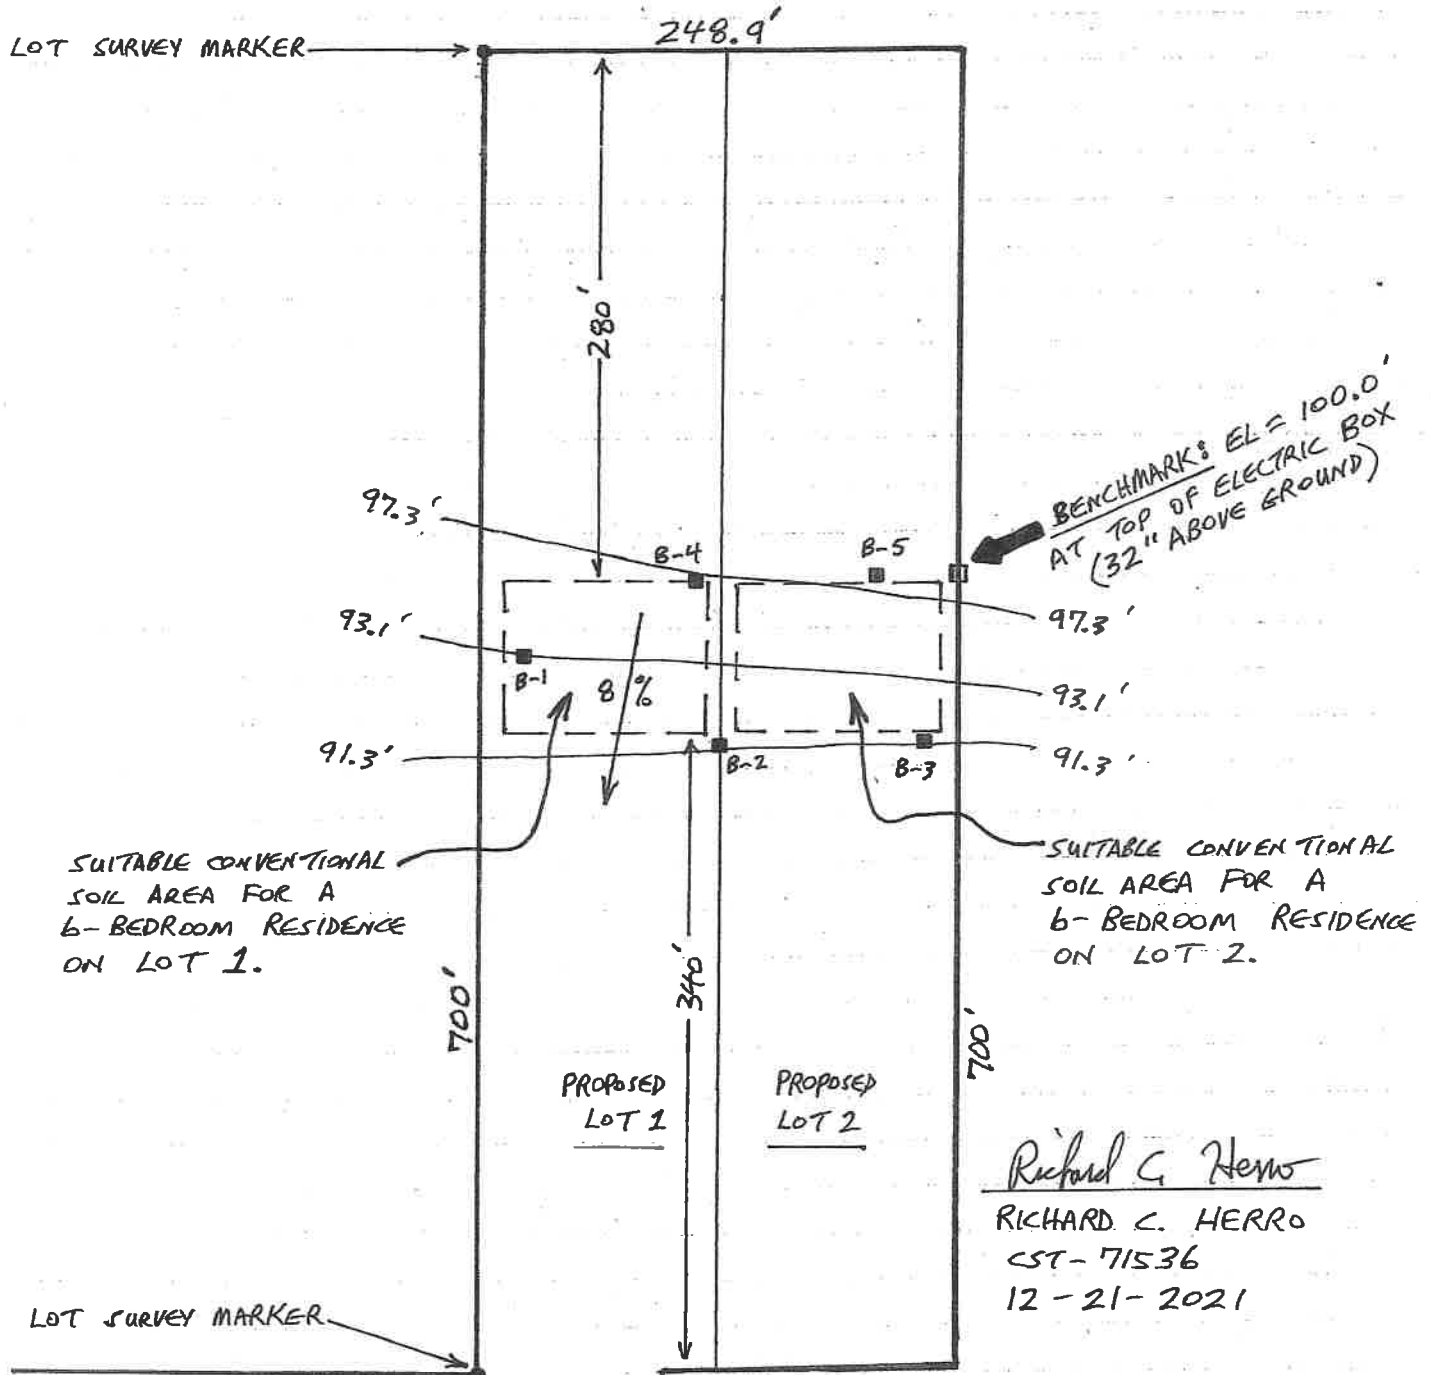 248.9'
LOT SURVEY MARKER
280'
BENCHMARK: EL = 100.0'
AT TOP OF ELECTRIC BOX
(32" ABOVE GROUND)
97.3'
B-4
B-5
97.3'
93.1'
B-1
8%
93.1'
91.3'
B-2
B-3
91.3'
SUITABLE CONVENTIONAL
SOIL AREA FOR A
6-BEDROOM RESIDENCE
ON LOT 1.
SUITABLE CONVENTIONAL
SOIL AREA FOR A
6-BEDROOM RESIDENCE
ON LOT 2.
700'
340'
700'
PROPOSED
LOT 1
PROPOSED
LOT 2
Richard C Herro
RICHARD C. HERRO
CST-71536
12-21-2021
LOT SURVEY MARKER